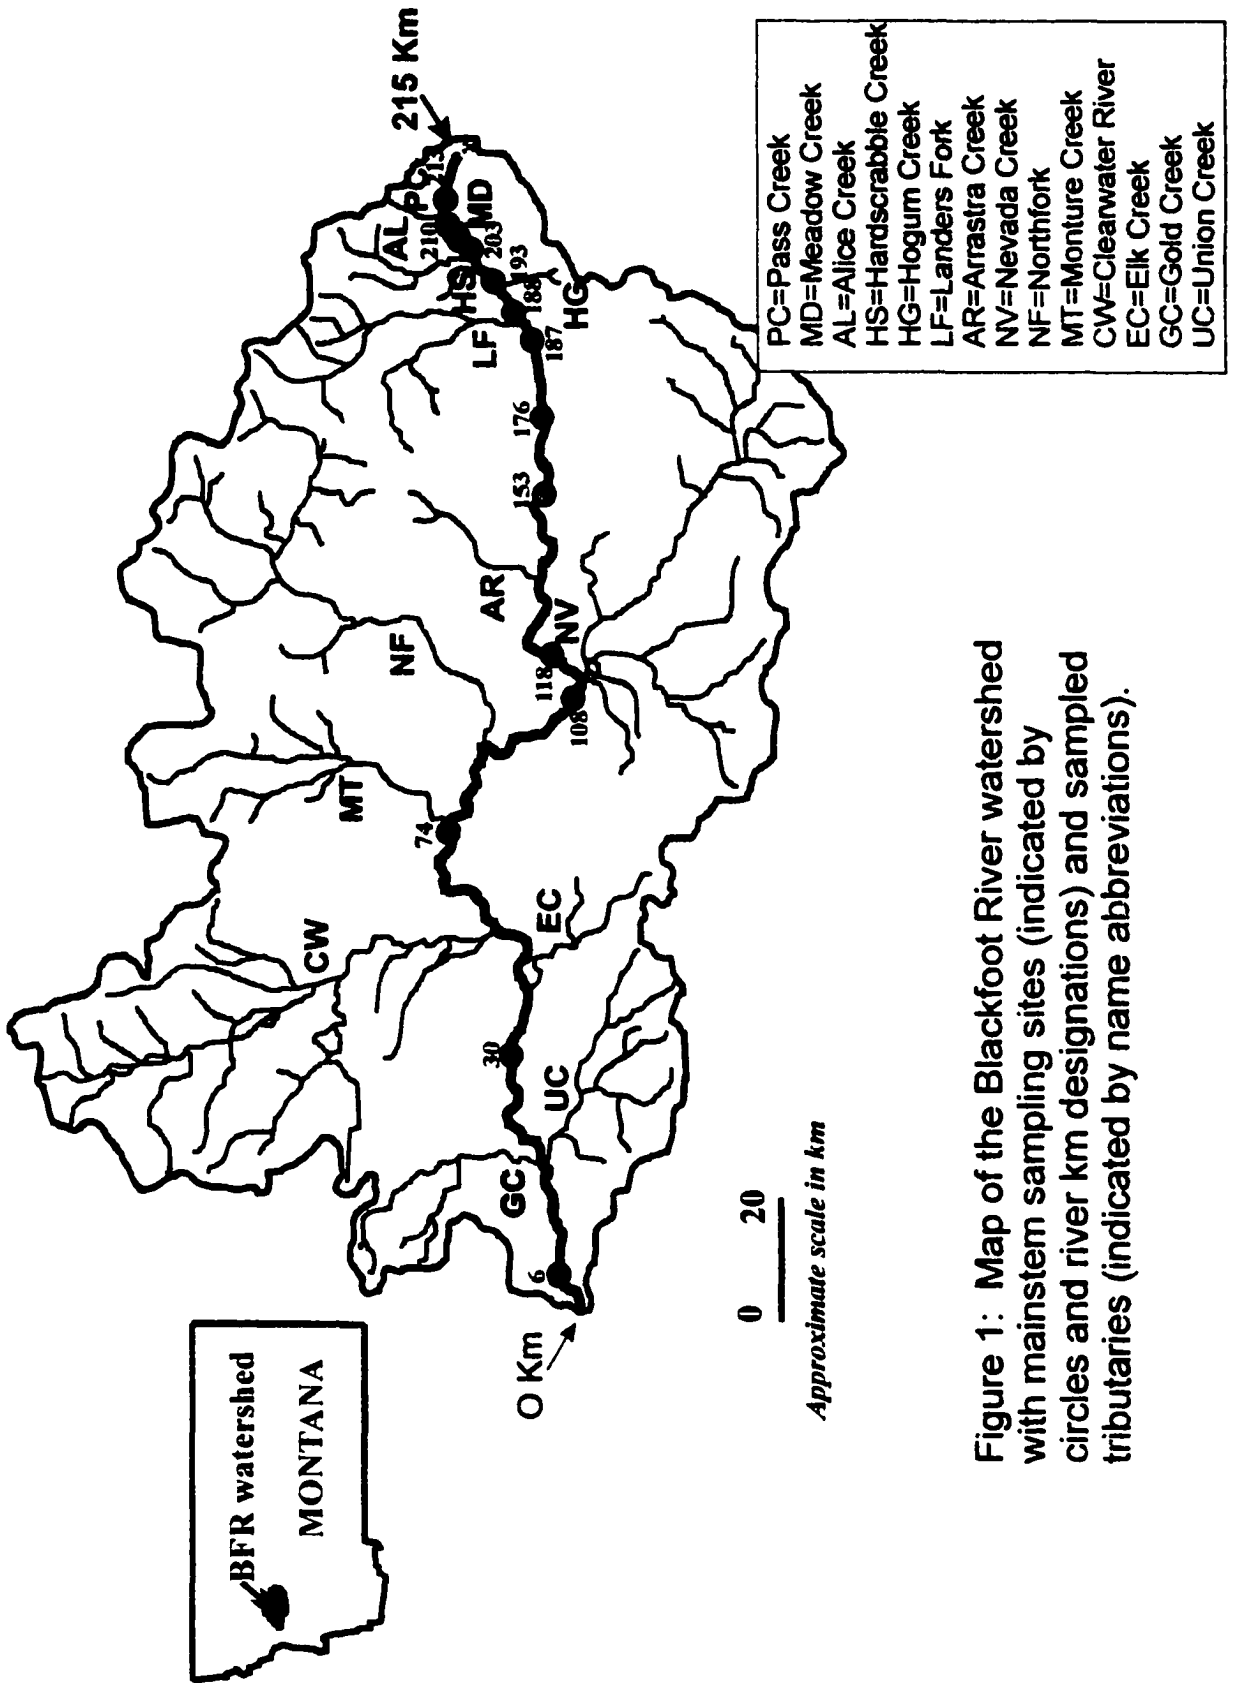 BFR watershed
MONTANA
215 Km
PC
213
AL
210
MD
HS
203
193
188
HG
LF
187
176
153
AR
NV
118
108
NF
MT
74
CW
EC
30
UC
GC
6
O Km
0 20
Approximate scale in km
PC=Pass Creek
MD=Meadow Creek
AL=Alice Creek
HS=Hardscrabble Creek
HG=Hogum Creek
LF=Landers Fork
AR=Arrastra Creek
NV=Nevada Creek
NF=Northfork
MT=Monture Creek
CW=Clearwater River
EC=Elk Creek
GC=Gold Creek
UC=Union Creek
Figure 1: Map of the Blackfoot River watershed
with mainstem sampling sites (indicated by
circles and river km designations) and sampled
tributaries (indicated by name abbreviations).